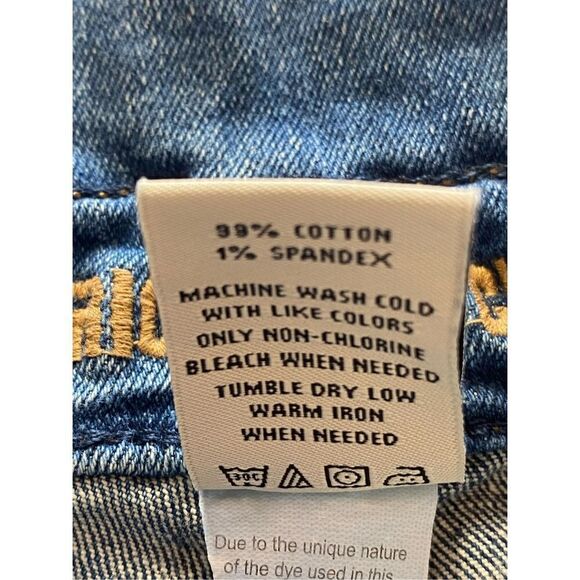 99% COTTON
1% SPANDEX
MACHINE WASH COLD
WITH LIKE COLORS
ONLY NON-CHLORINE
BLEACH WHEN NEEDED
TUMBLE DRY LOW
WARM IRON
WHEN NEEDED
30C
Due to the unique nature
of the dye used in this